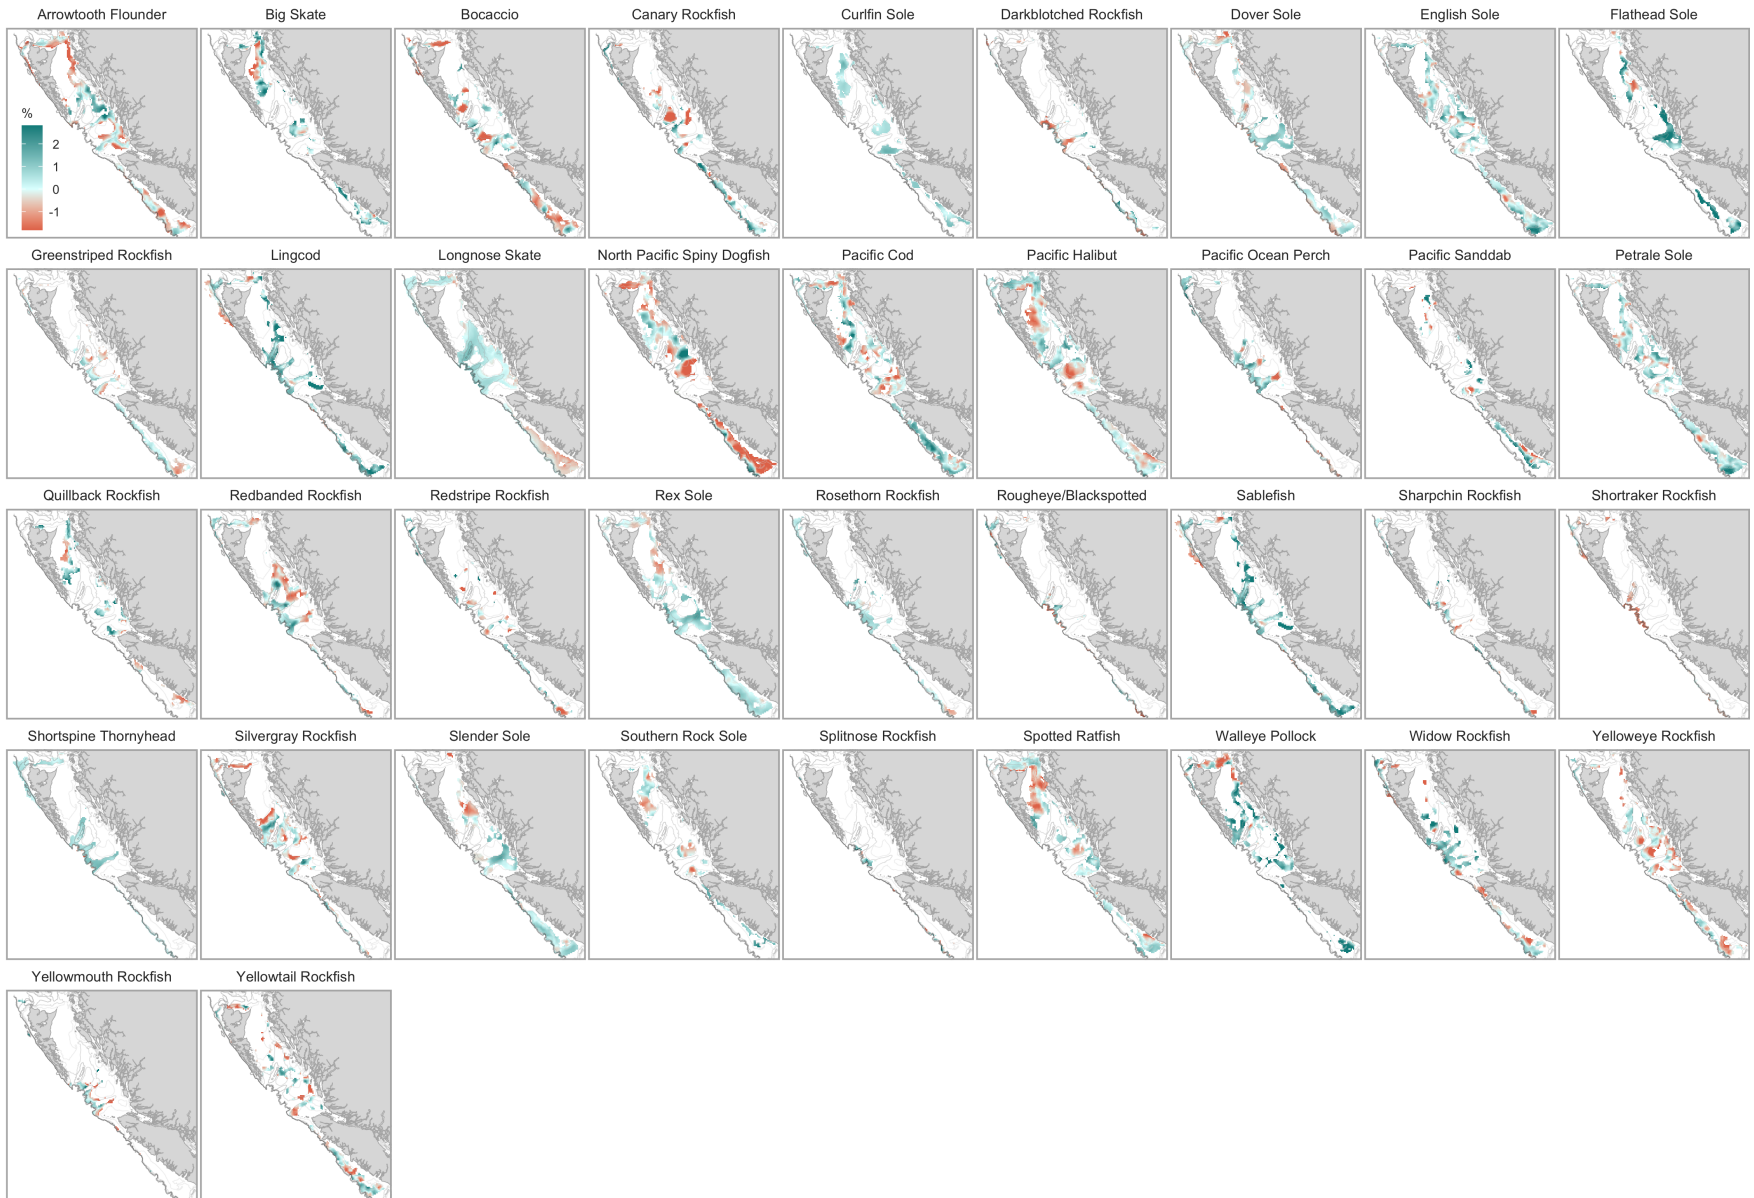 Arrowtooth Flounder
Big Skate
Bocaccio
Canary Rockfish
Curlfin Sole
Darkblotched Rockfish
Dover Sole
English Sole
Flathead Sole
%
2
1
0
-1
Greenstriped Rockfish
Lingcod
Longnose Skate
North Pacific Spiny Dogfish
Pacific Cod
Pacific Halibut
Pacific Ocean Perch
Pacific Sanddab
Petrale Sole
Quillback Rockfish
Redbanded Rockfish
Redstripe Rockfish
Rex Sole
Rosethorn Rockfish
Rougheye/Blackspotted
Sablefish
Sharpchin Rockfish
Shortraker Rockfish
Shortspine Thornyhead
Silvergray Rockfish
Slender Sole
Southern Rock Sole
Splitnose Rockfish
Spotted Ratfish
Walleye Pollock
Widow Rockfish
Yelloweye Rockfish
Yellowmouth Rockfish
Yellowtail Rockfish